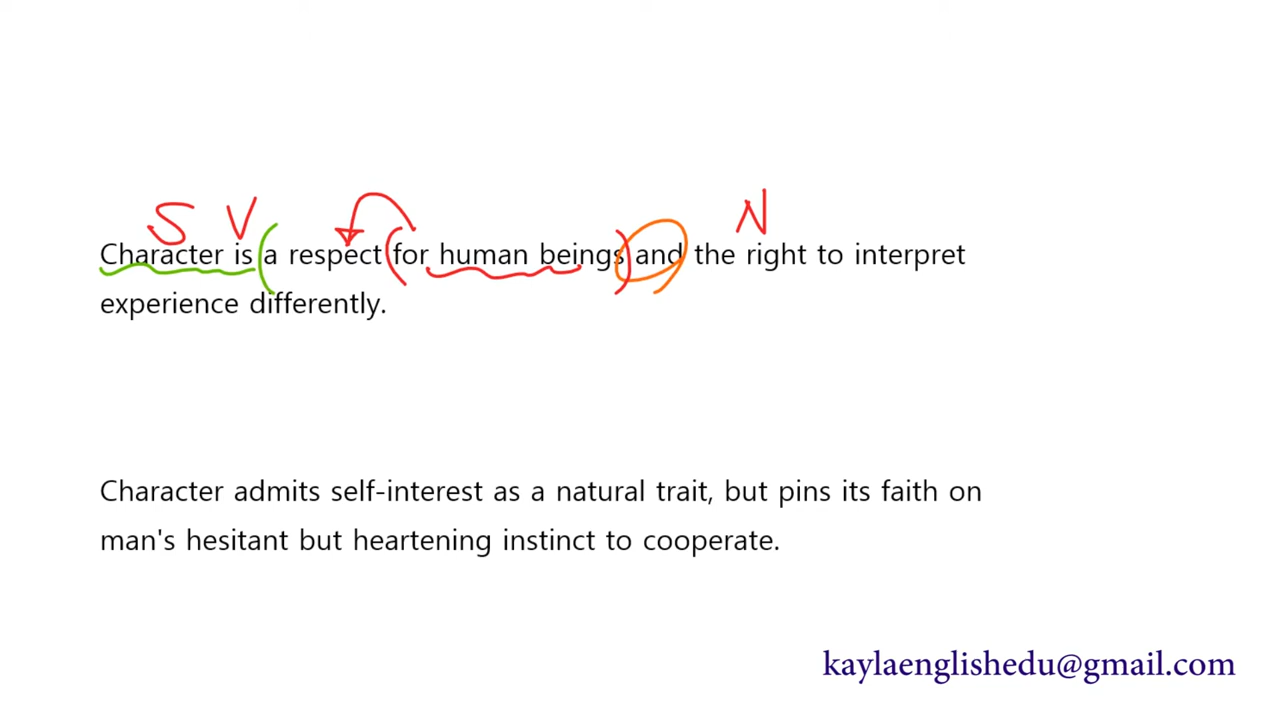 S V N
Character is a respect (for human beings) and the right to interpret
experience differently.
Character admits self-interest as a natural trait, but pins its faith on
man's hesitant but heartening instinct to cooperate.
kaylaenglishedu@gmail.com